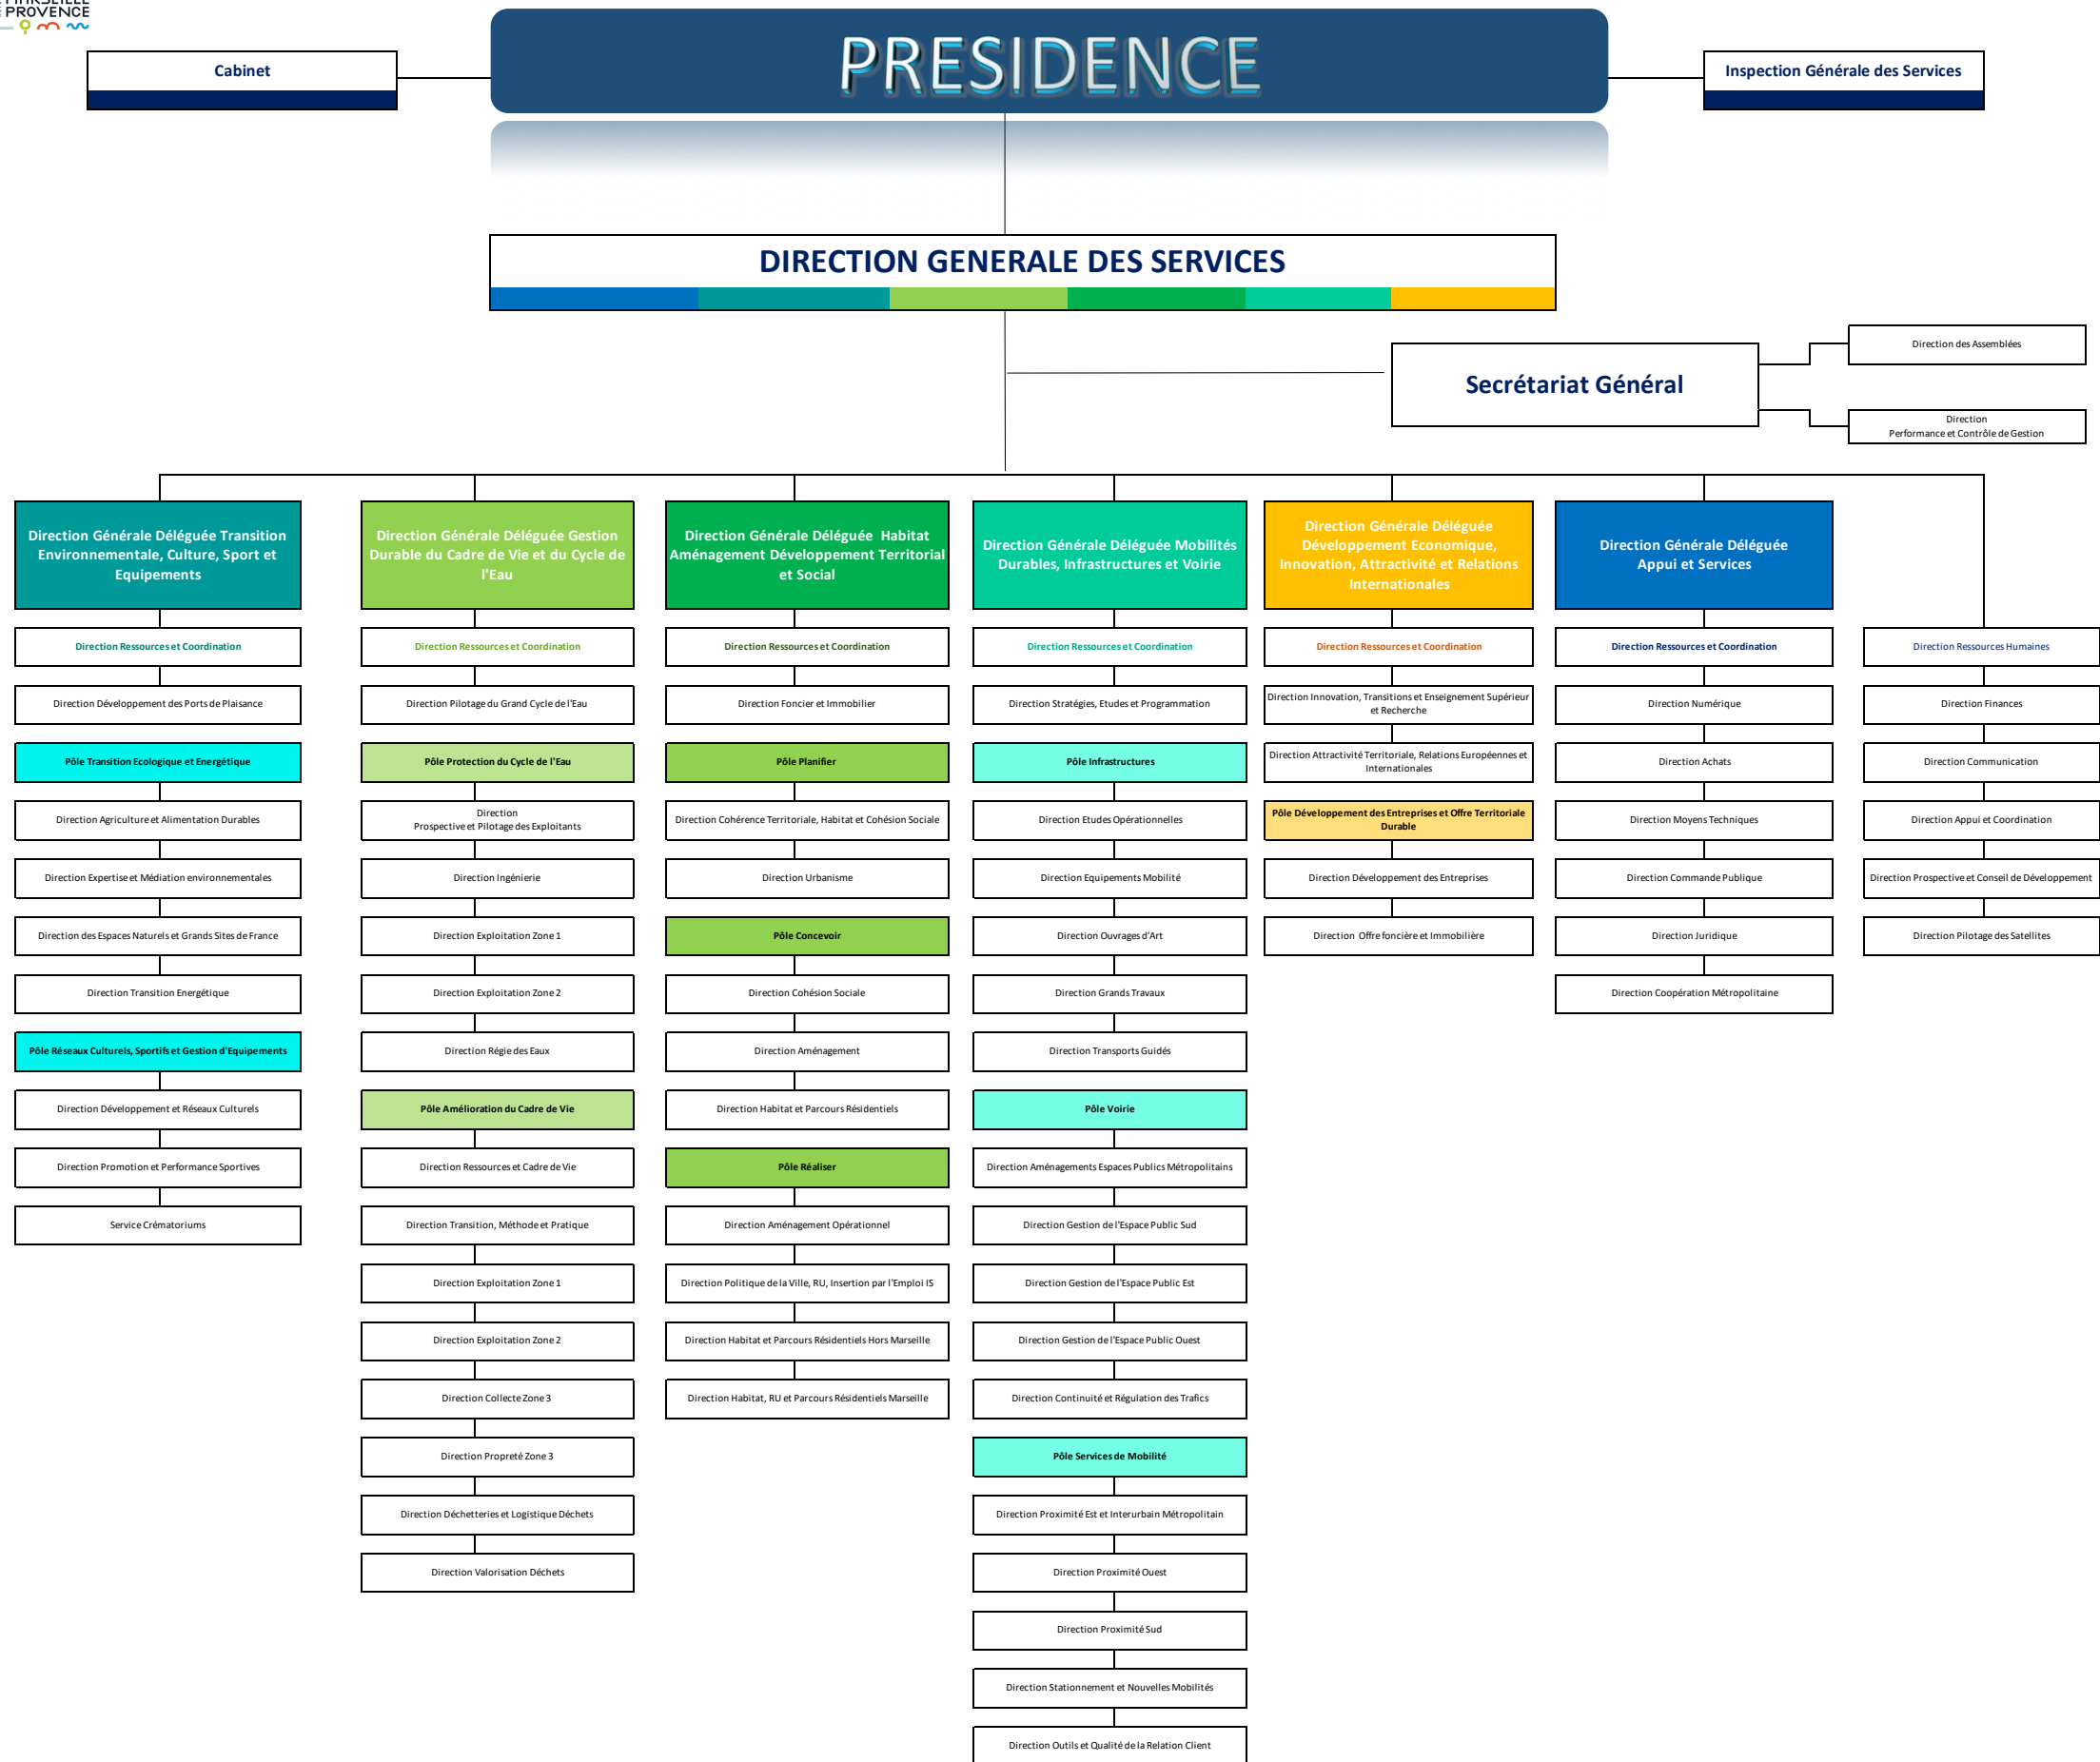 PROVENCE
PRESIDENCE
Cabinet
Inspection Générale des Services
DIRECTION GENERALE DES SERVICES
Secrétariat Général
Direction des Assemblées
Direction
Performance et Contrôle de Gestion
Direction Générale Déléguée Transition
Environnementale, Culture, Sport et
Equipements
Direction Ressources et Coordination
Direction Développement des Ports de Plaisance
Pôle Transition Ecologique et Energétique
Direction Agriculture et Alimentation Durables
Direction Expertise et Médiation environnementales
Direction des Espaces Naturels et Grands Sites de France
Direction Transition Energétique
Pôle Réseaux Culturels, Sportifs et Gestion d'Equipements
Direction Développement et Réseaux Culturels
Direction Promotion et Performance Sportives
Service Crématoriums
Direction Générale Déléguée Gestion
Durable du Cadre de Vie et du Cycle de
l'Eau
Direction Ressources et Coordination
Direction Pilotage du Grand Cycle de l'Eau
Pôle Protection du Cycle de l'Eau
Direction
Prospective et Pilotage des Exploitants
Direction Ingénierie
Direction Exploitation Zone 1
Direction Exploitation Zone 2
Direction Régie des Eaux
Pôle Amélioration du Cadre de Vie
Direction Ressources et Cadre de Vie
Direction Transition, Méthode et Pratique
Direction Exploitation Zone 1
Direction Exploitation Zone 2
Direction Collecte Zone 3
Direction Propreté Zone 3
Direction Déchetteries et Logistique Déchets
Direction Valorisation Déchets
Direction Générale Déléguée Habitat
Aménagement Développement Territorial
et Social
Direction Ressources et Coordination
Direction Foncier et Immobilier
Pôle Planifier
Direction Cohérence Territoriale, Habitat et Cohésion Sociale
Direction Urbanisme
Pôle Concevoir
Direction Cohésion Sociale
Direction Aménagement
Direction Habitat et Parcours Résidentiels
Pôle Réaliser
Direction Aménagement Opérationnel
Direction Politique de la Ville, RU, Insertion par l'Emploi IS
Direction Habitat et Parcours Résidentiels Hors Marseille
Direction Habitat, RU et Parcours Résidentiels Marseille
Direction Générale Déléguée Mobilités
Durables, Infrastructures et Voirie
Direction Ressources et Coordination
Direction Stratégies, Etudes et Programmation
Pôle Infrastructures
Direction Etudes Opérationnelles
Direction Equipements Mobilité
Direction Ouvrages d'Art
Direction Grands Travaux
Direction Transports Guidés
Pôle Voirie
Direction Aménagements Espaces Publics Métropolitains
Direction Gestion de l'Espace Public Sud
Direction Gestion de l'Espace Public Est
Direction Gestion de l'Espace Public Ouest
Direction Continuité et Régulation des Trafics
Pôle Services de Mobilité
Direction Proximité Est et Interurbain Métropolitain
Direction Proximité Ouest
Direction Proximité Sud
Direction Stationnement et Nouvelles Mobilités
Direction Outils et Qualité de la Relation Client
Direction Générale Déléguée
Développement Economique,
Innovation, Attractivité et Relations
Internationales
Direction Ressources et Coordination
Direction Innovation, Transitions et Enseignement Supérieur
et Recherche
Direction Attractivité Territoriale, Relations Européennes et
Internationales
Pôle Développement des Entreprises et Offre Territoriale
Durable
Direction Développement des Entreprises
Direction Offre foncière et Immobilière
Direction Générale Déléguée
Appui et Services
Direction Ressources et Coordination
Direction Numérique
Direction Achats
Direction Moyens Techniques
Direction Commande Publique
Direction Juridique
Direction Coopération Métropolitaine
Direction Ressources Humaines
Direction Finances
Direction Communication
Direction Appui et Coordination
Direction Prospective et Conseil de Développement
Direction Pilotage des Satellites